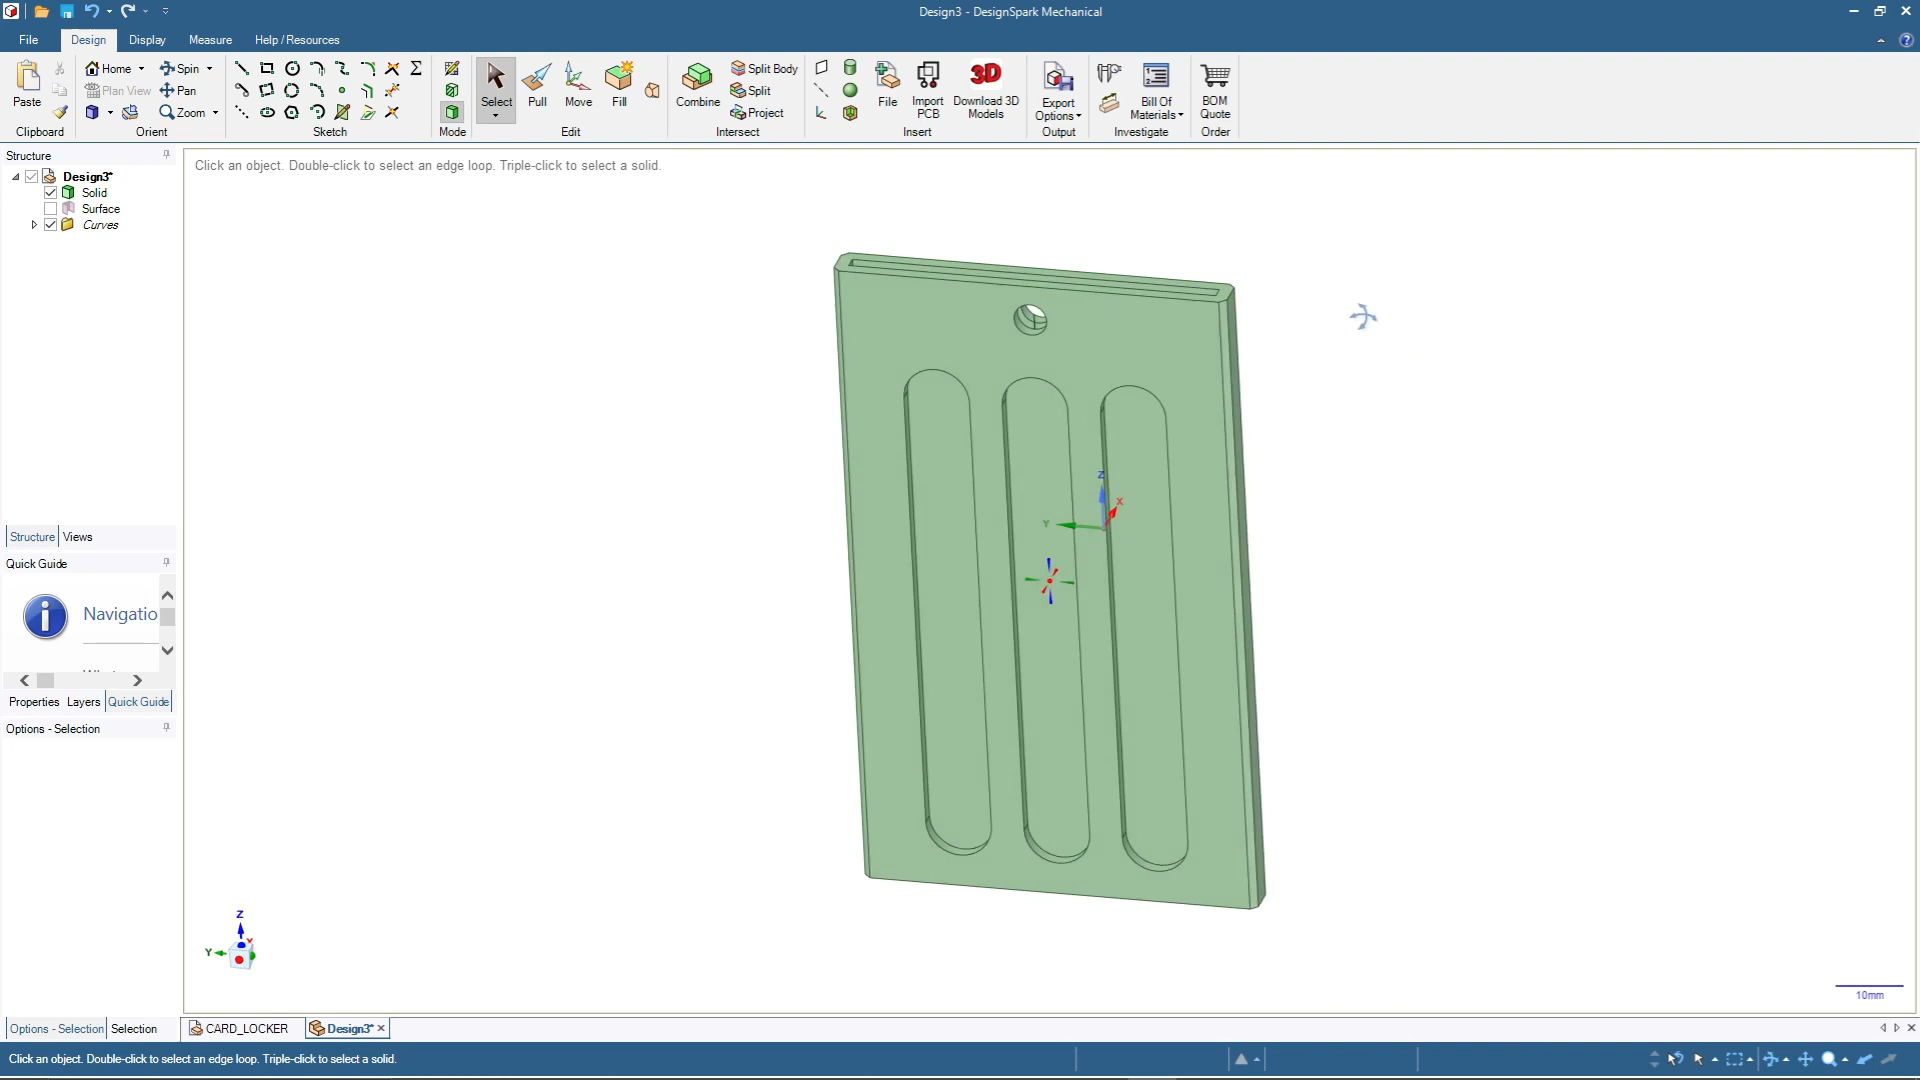 Design3 - DesignSpark Mechanical
File Design Display Measure Help / Resources
Paste
Clipboard
Home Spin
Plan View Pan
Zoom
Orient
Sketch
Mode
Select Pull Move Fill
Edit
Combine
Split Body
Split
Project
Intersect
File Import PCB Download 3D Models
3D
Insert
Export Options
Output
Bill Of Materials
Investigate
BOM Quote
Order
Structure
Design3*
Solid
Surface
Curves
Structure Views
Quick Guide
Navigatio
Properties Layers Quick Guide
Options - Selection
Options - Selection Selection
Click an object. Double-click to select an edge loop. Triple-click to select a solid.
Z
X
Y
Z
Y
10mm
CARD_LOCKER Design3*
Click an object. Double-click to select an edge loop. Triple-click to select a solid.